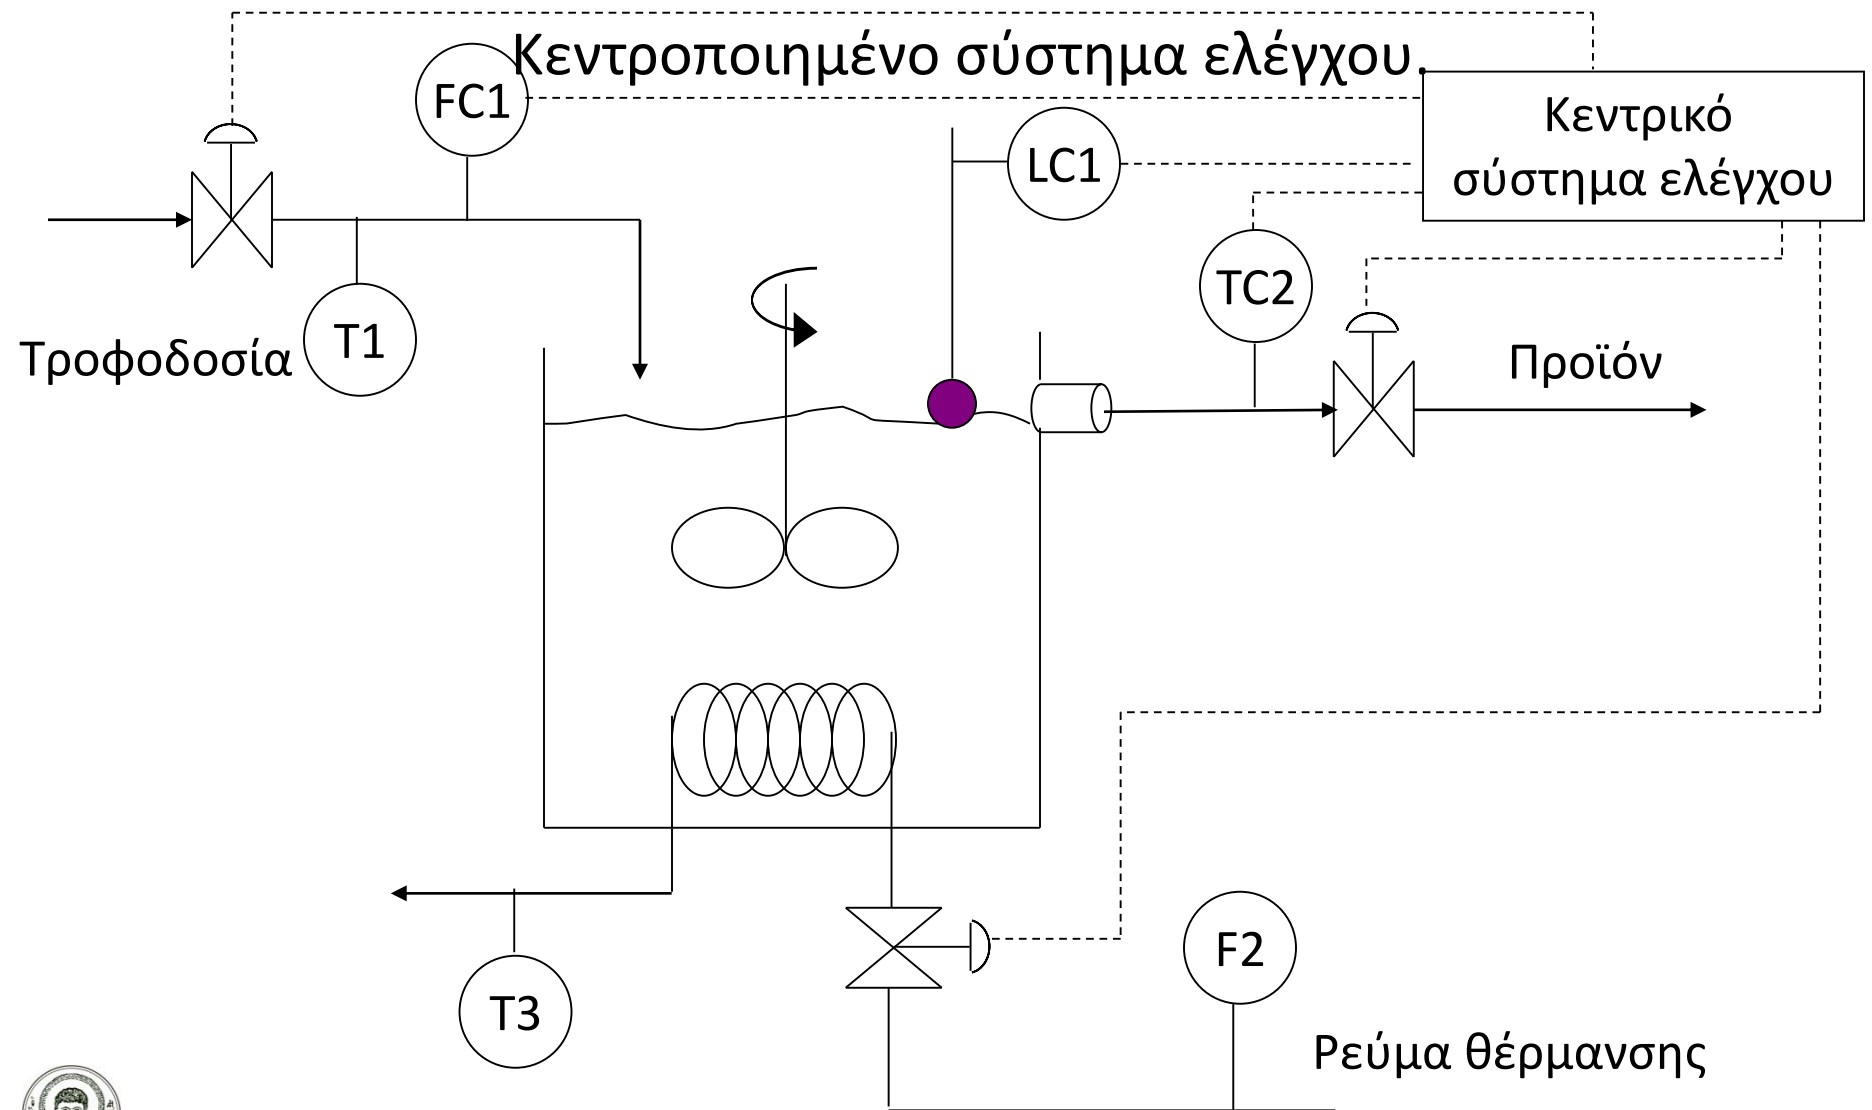 Κεντροποιημένο σύστημα ελέγχου.
FC1
Κεντρικό
σύστημα ελέγχου
LC1
TC2
T1
Τροφοδοσία
Προϊόν
F2
T3
Ρεύμα θέρμανσης